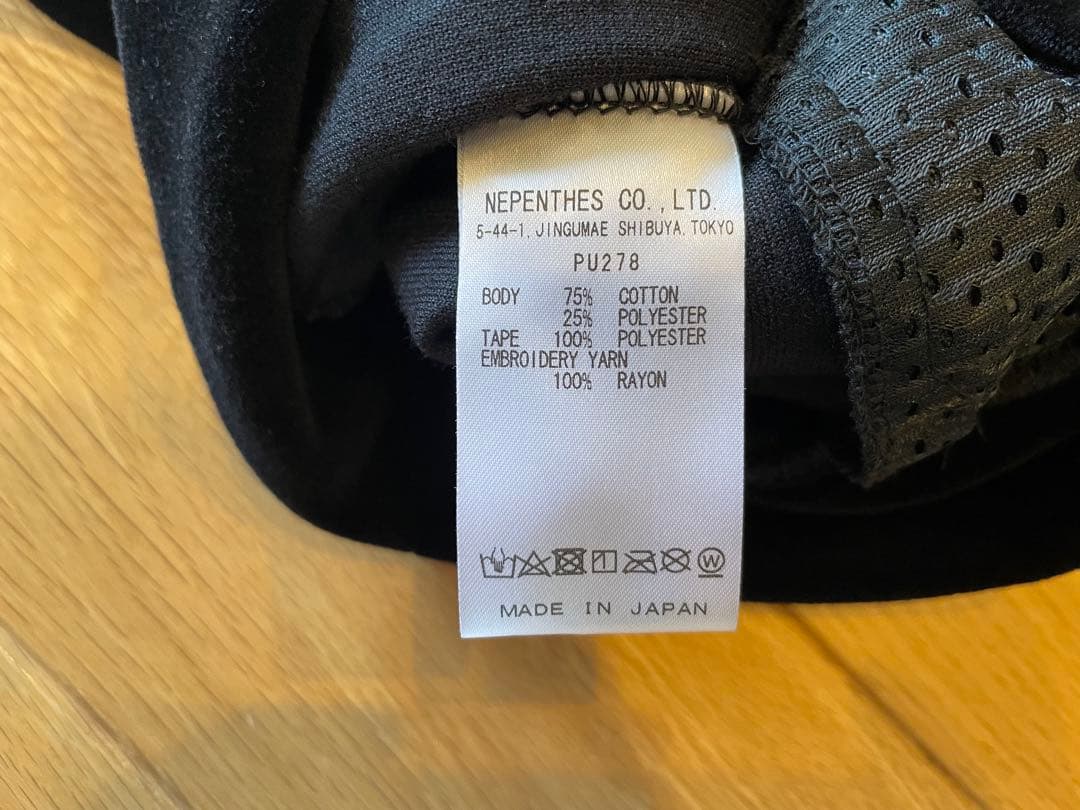 NEPENTHES CO., LTD.
5-44-1, JINGUMAE SHIBUYA, TOKYO
PU278
BODY 75% COTTON
25% POLYESTER
TAPE 100% POLYESTER
EMBROIDERY YARN
100% RAYON
W
MADE IN JAPAN